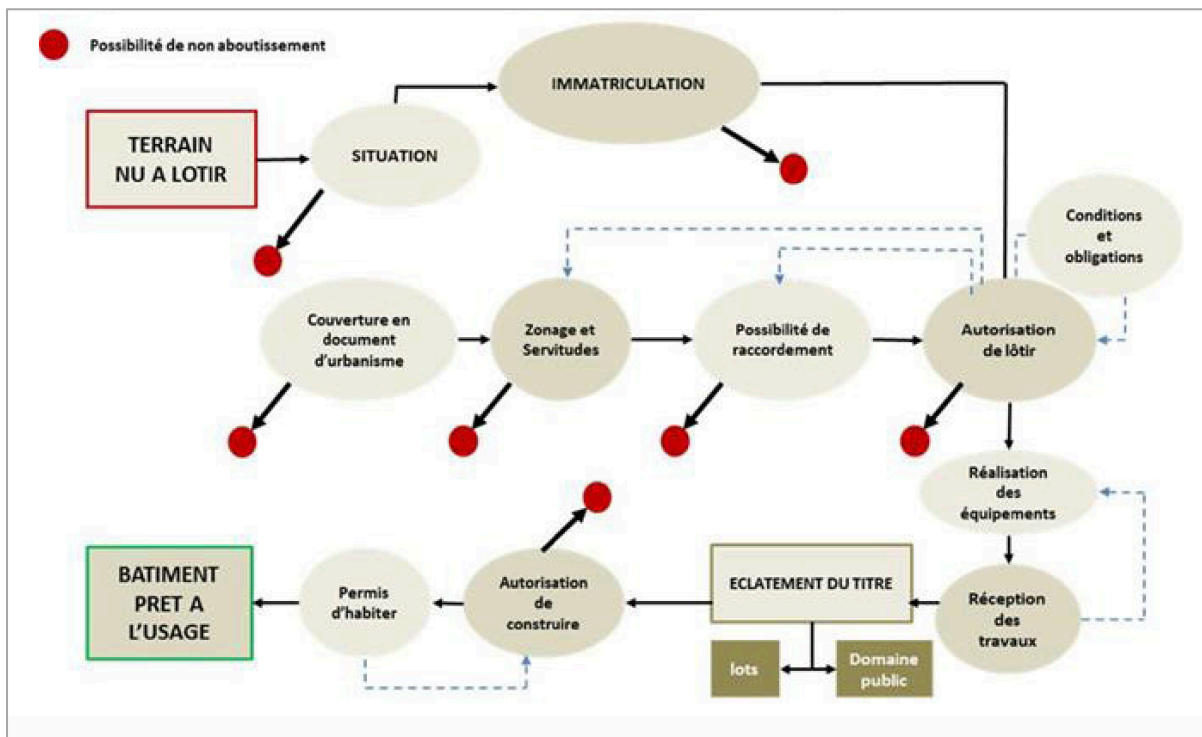 Possibilité de non aboutissement
IMMATRICULATION
TERRAIN
NU A LOTIR
SITUATION
Conditions
et
obligations
Couverture en
document
d'urbanisme
Zonage et
Servitudes
Possibilité de
raccordement
Autorisation
de lôtir
Réalisation
des
équipements
BATIMENT
PRET A
L'USAGE
Permis
d'habiter
Autorisation
de
construire
ECLATEMENT DU TITRE
Réception
des
travaux
lots
Domaine
public